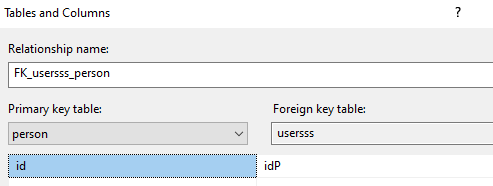 Tables and Columns ?
Relationship name:
FK_usersss_person
Primary key table: Foreign key table:
person usersss
id idP